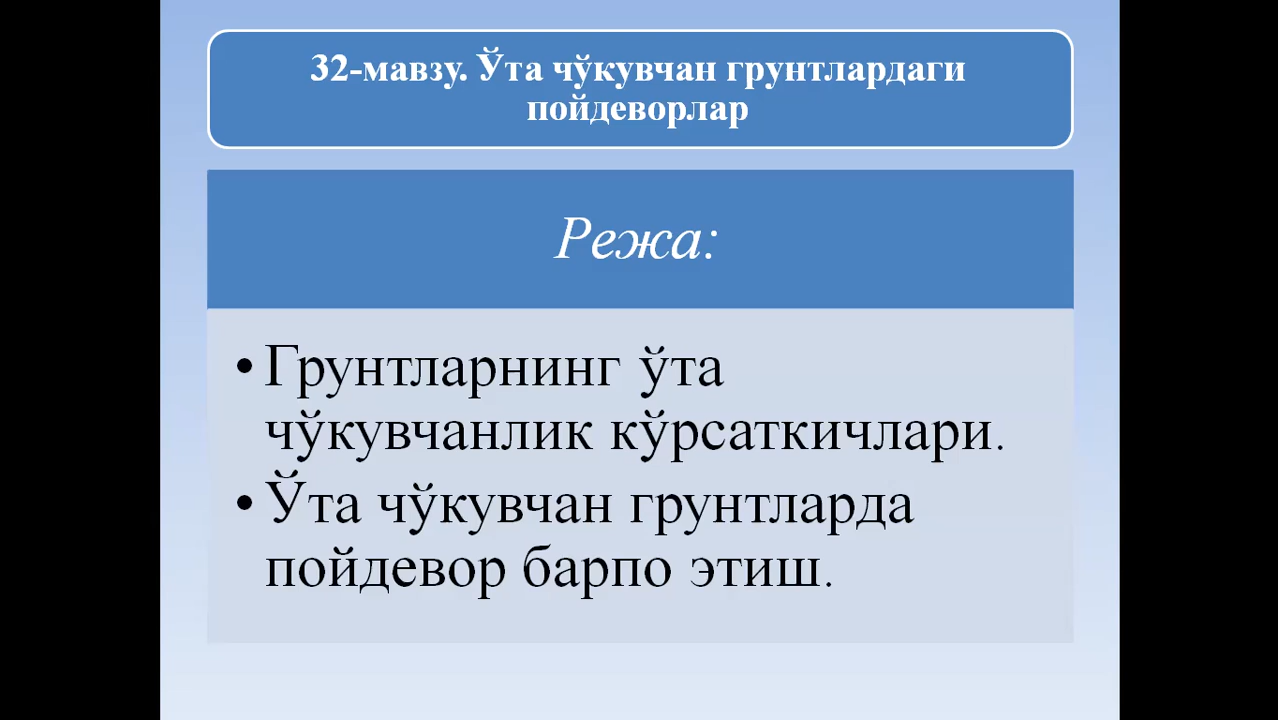 32-мавзу. Ўта чўкувчан грунтлардаги
пойдеворлар
Режа:
• Грунтларнинг ўта
чўкувчанлик кўрсаткичлари.
• Ўта чўкувчан грунтларда
пойдевор барпо этиш.